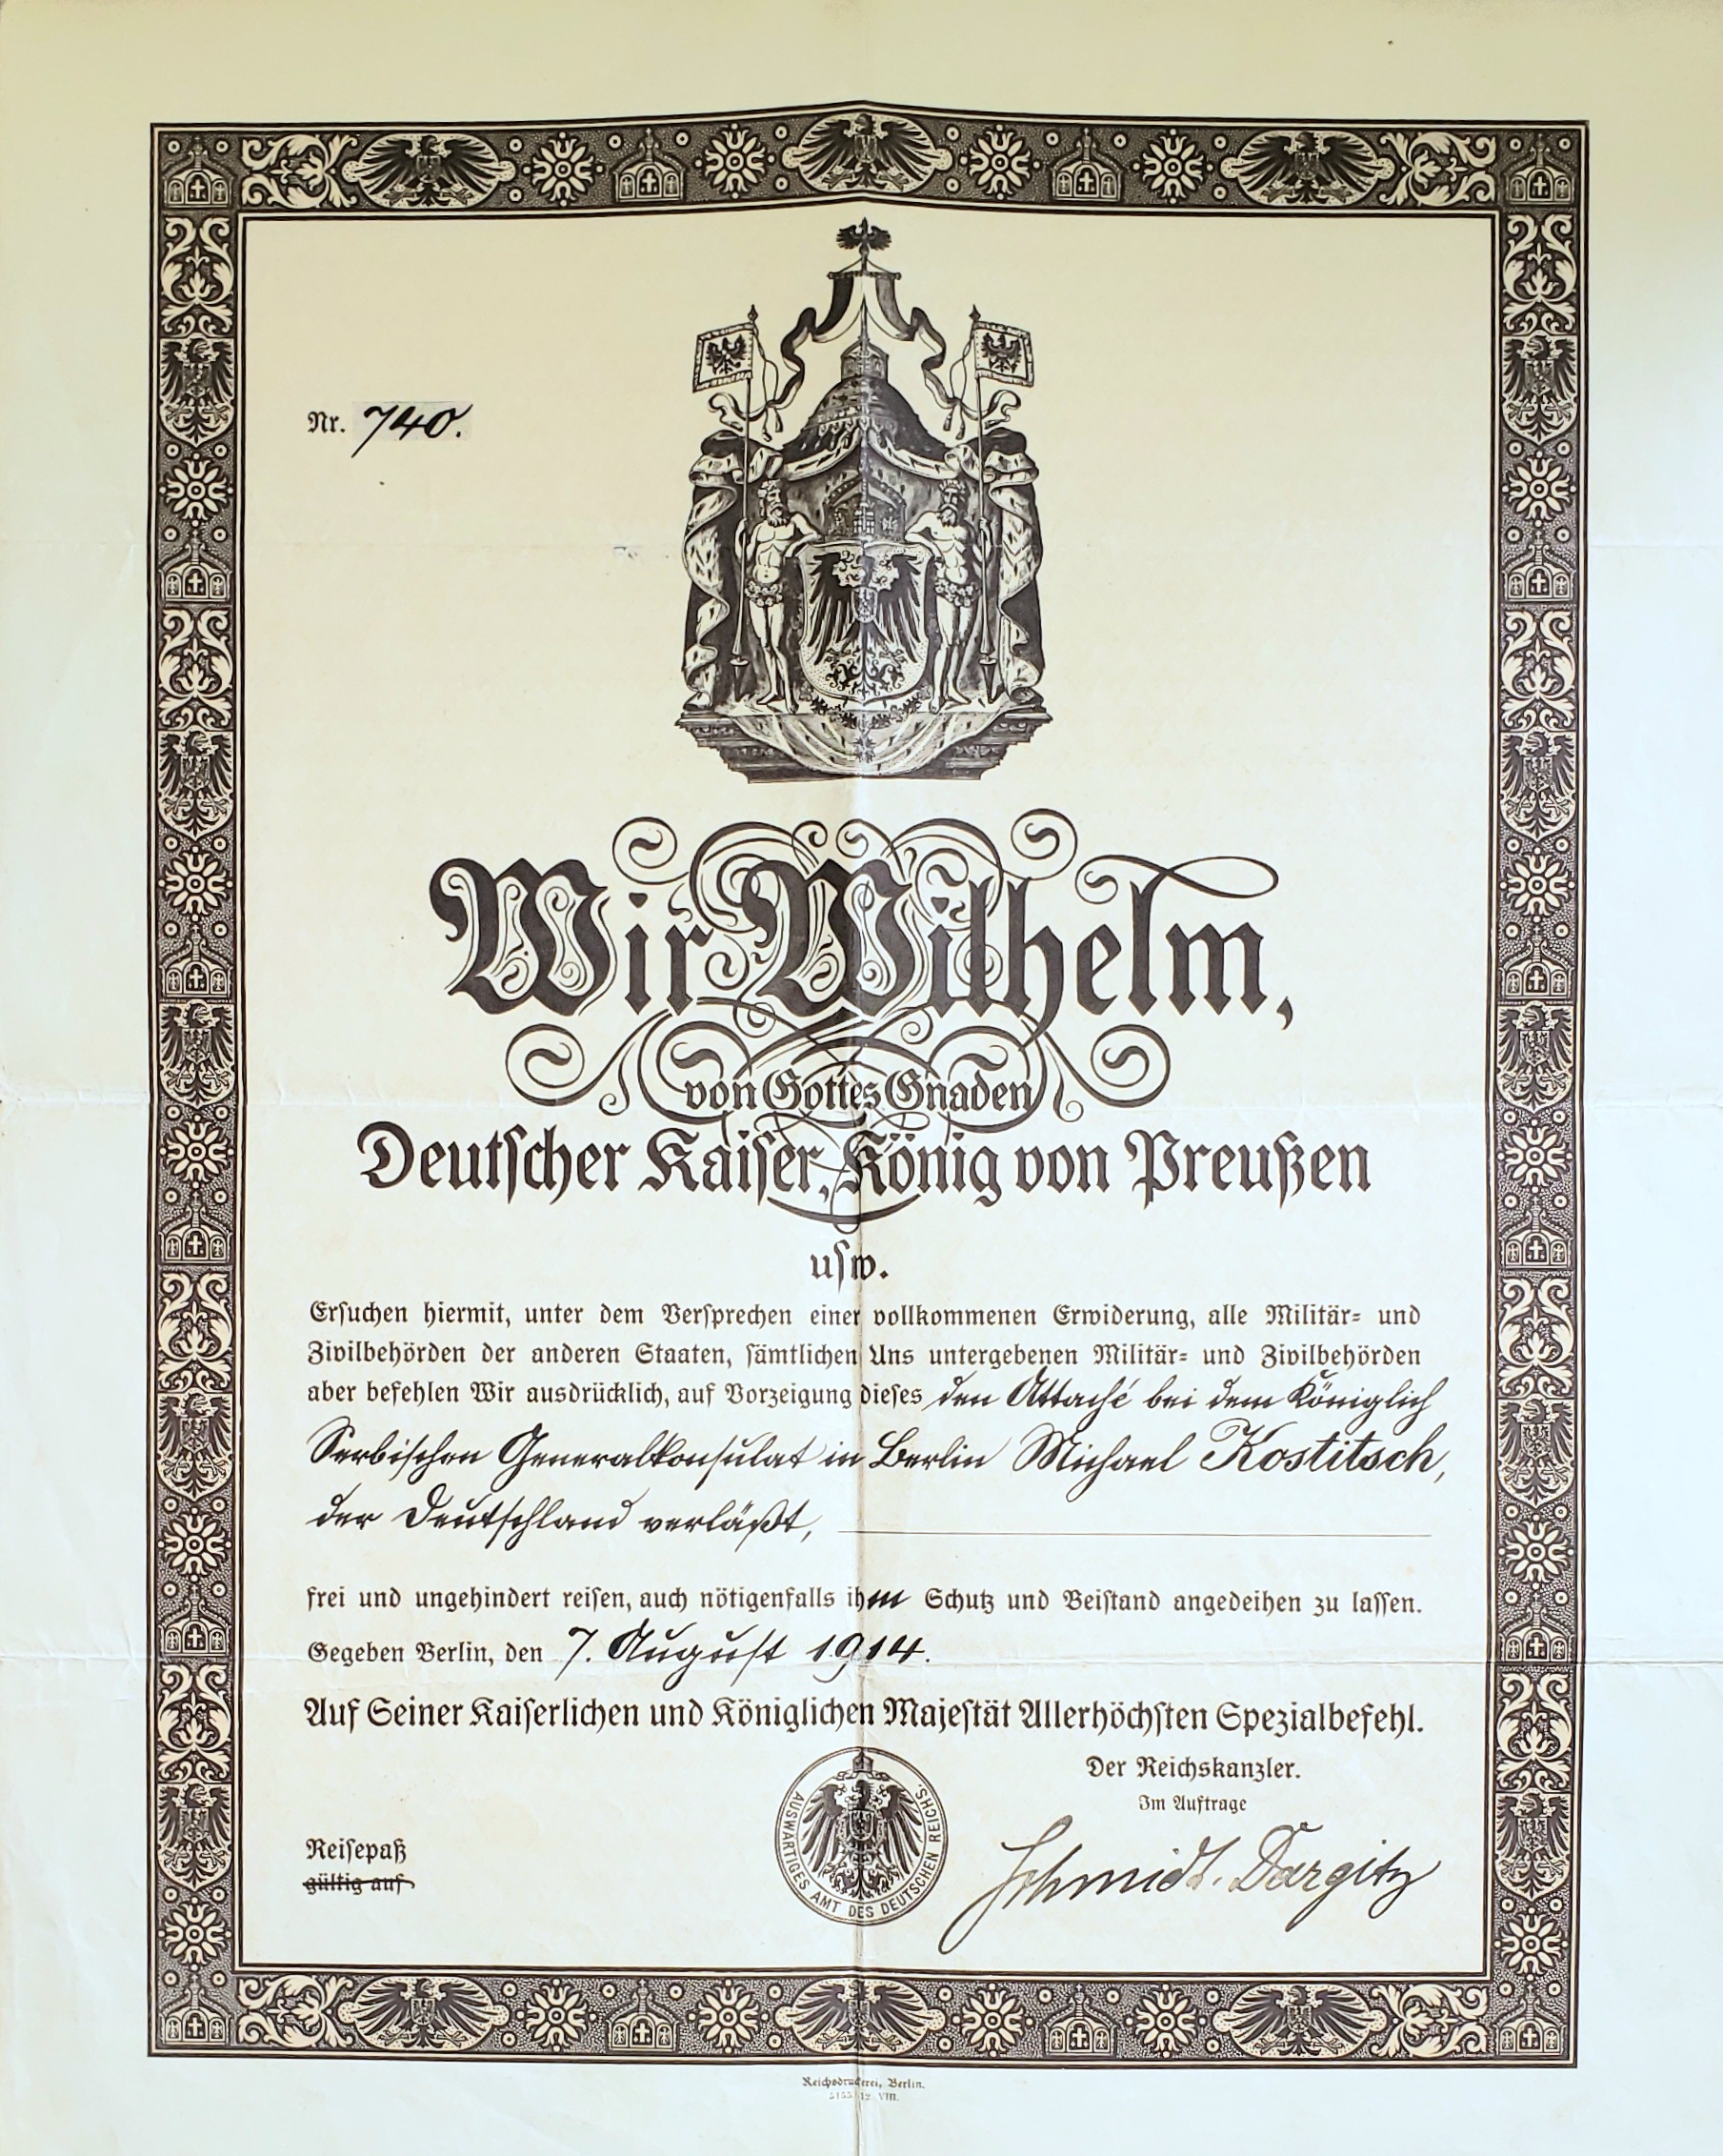 Nr. 740.
Wir Wilhelm,
von Gottes Gnaden
Deutscher Kaiser, König von Preußen
usw.
Ersuchen hiermit, unter dem Versprechen einer vollkommenen Erwiderung, alle Militär- und
Zivilbehörden der anderen Staaten, sämtlichen Uns untergebenen Militär- und Zivilbehörden
aber befehlen Wir ausdrücklich, auf Vorzeigung dieses den Attaché bei dem Königlich
Serbischen Generalkonsulat in Berlin Michael Kostitsch,
der Deutschland verläßt,
frei und ungehindert reisen, auch nötigenfalls ihm Schutz und Beistand angedeihen zu lassen.
Gegeben Berlin, den 7. August 1914.
Auf Seiner Kaiserlichen und Königlichen Majestät Allerhöchsten Spezialbefehl.
Der Reichskanzler.
Im Auftrage
Schmidt. Dargitz
AUSWÄRTIGES AMT DES DEUTSCHEN REICHS.
Reisepaß
gültig auf
Reichsdruckerei, Berlin.
12. VIII.